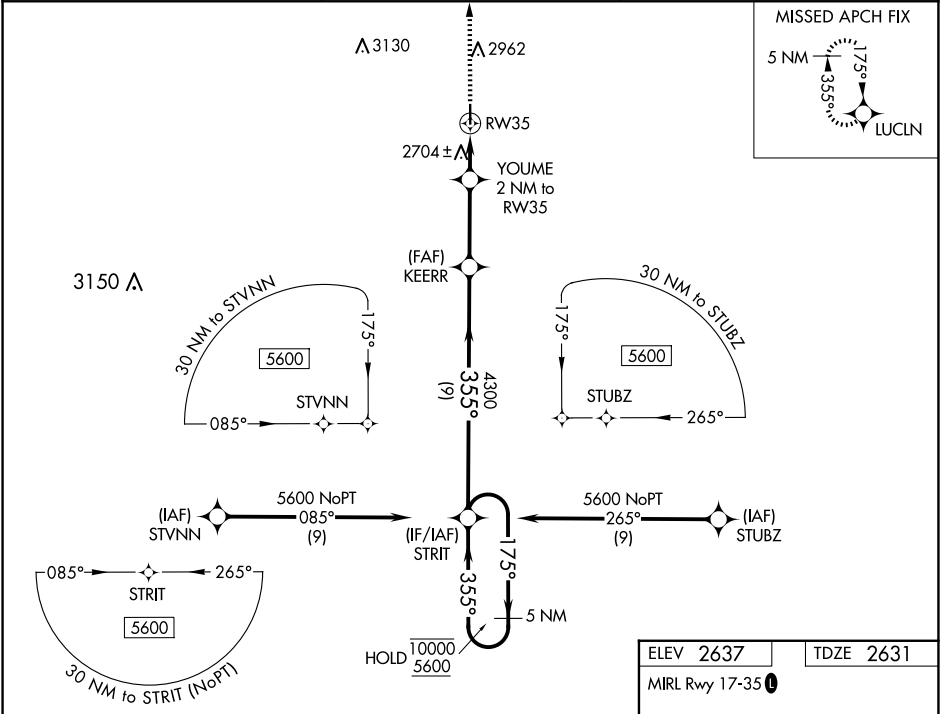 MISSED APCH FIX
5 NM
175°
355°
LUCLN
3130
2962
RW35
2704 ±
YOUME
2 NM to
RW35
(FAF)
KEERR
3150
30 NM to STVNN
175°
5600
STVNN
085°
30 NM to STUBZ
175°
5600
STUBZ
265°
4300
355°
(9)
(IAF)
STVNN
5600 NoPT
085°
(9)
(IF/IAF)
STRIT
5600 NoPT
265°
(9)
(IAF)
STUBZ
175°
355°
5 NM
HOLD
10000
5600
085°
265°
STRIT
5600
30 NM to STRIT (NoPT)
ELEV 2637
TDZE 2631
MIRL Rwy 17-35 L